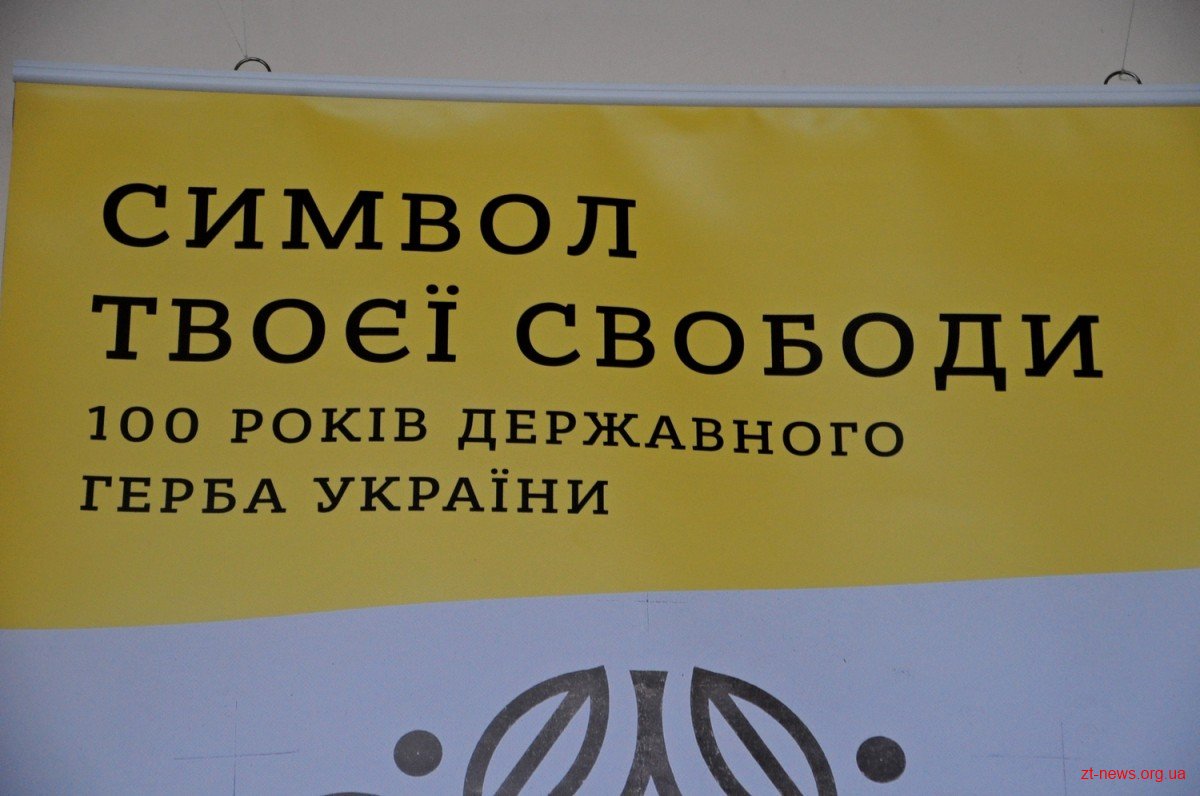 СИМВОЛ
ТВОЄЇ СВОБОДИ
100 РОКІВ ДЕРЖАВНОГО
ГЕРБА УКРАЇНИ
zt-news.org.ua